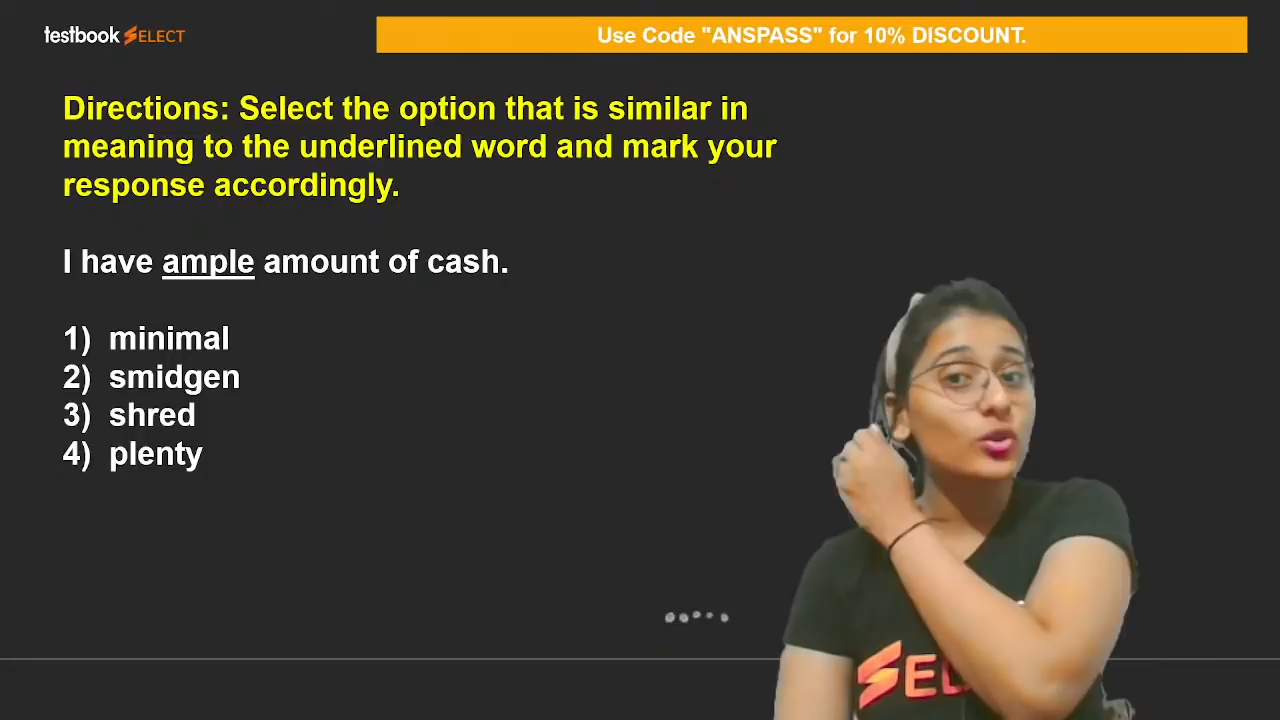 testbook SELECT
Use Code "ANSPASS" for 10% DISCOUNT.
Directions: Select the option that is similar in
meaning to the underlined word and mark your
response accordingly.
I have ample amount of cash.
1) minimal
2) smidgen
3) shred
4) plenty